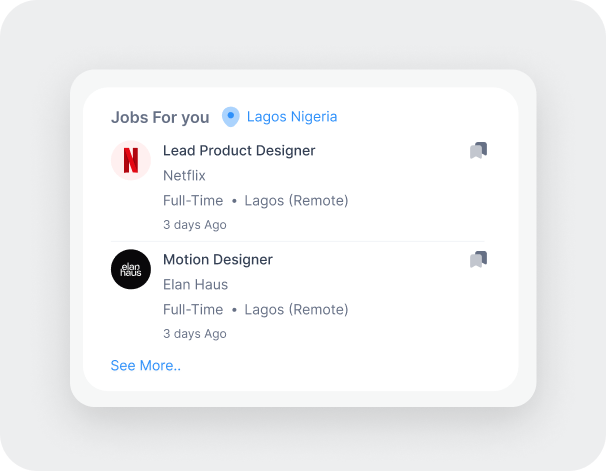 Jobs For you Lagos Nigeria
N
Lead Product Designer
Netflix
Full-Time • Lagos (Remote)
3 days Ago
elan
haus
Motion Designer
Elan Haus
Full-Time • Lagos (Remote)
3 days Ago
See More..